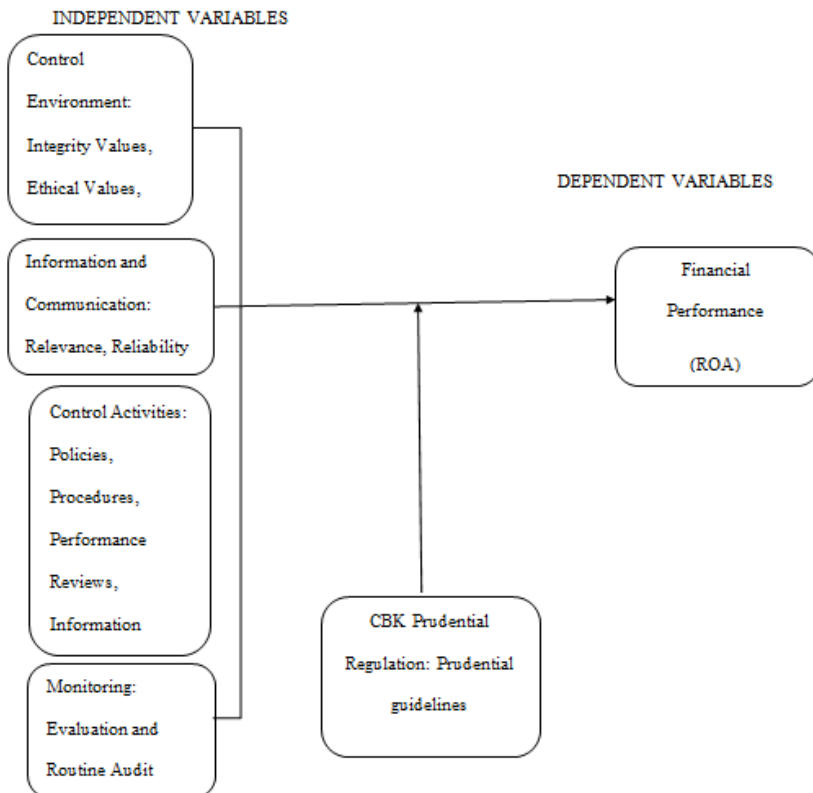 INDEPENDENT VARIABLES
Control
Environment:
Integrity Values,
Ethical Values,
Information and
Communication:
Relevance, Reliability
Control Activities:
Policies,
Procedures,
Performance
Reviews,
Information
Monitoring:
Evaluation and
Routine Audit
CBK Prudential
Regulation: Prudential
guidelines
DEPENDENT VARIABLES
Financial
Performance
(ROA)